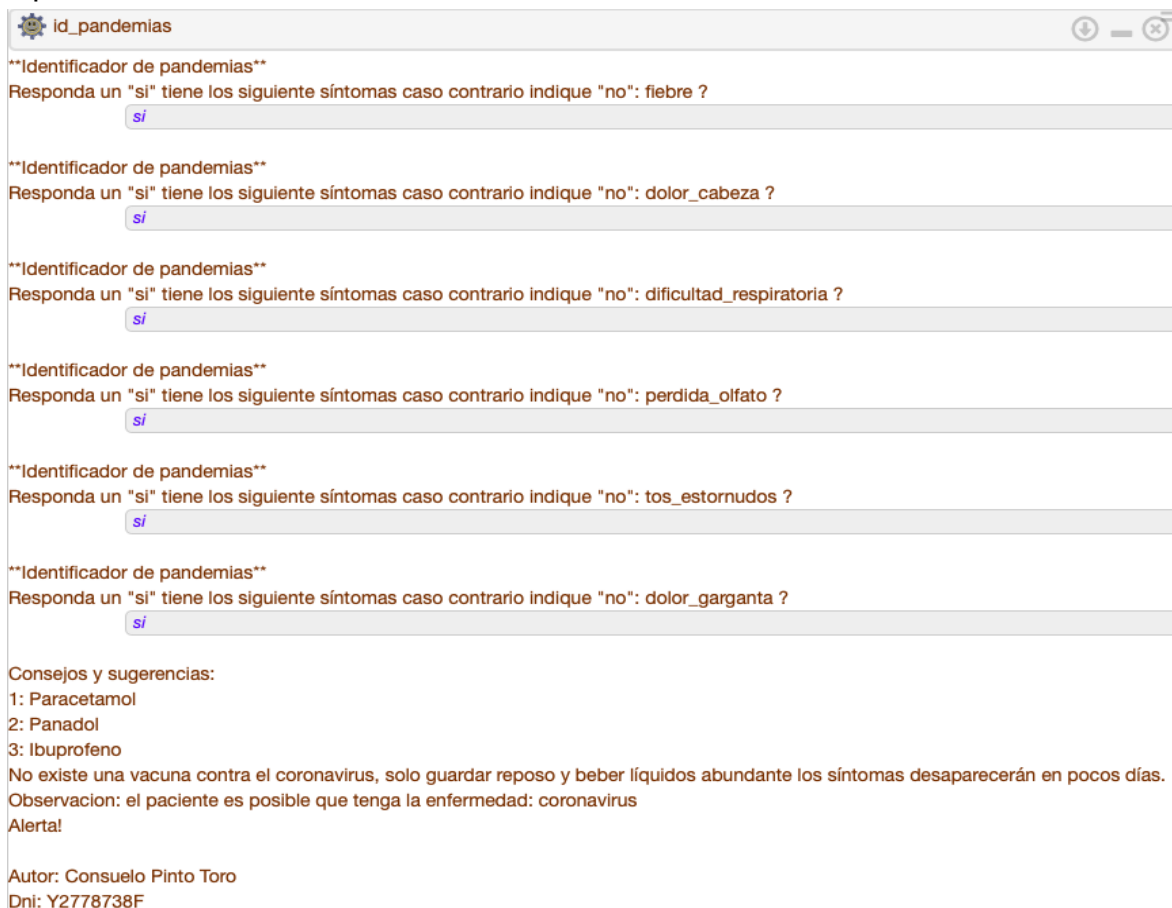 id_pandemias
**Identificador de pandemias**
Responda un "si" tiene los siguiente síntomas caso contrario indique "no": fiebre ?
si
**Identificador de pandemias**
Responda un "si" tiene los siguiente síntomas caso contrario indique "no": dolor_cabeza ?
si
**Identificador de pandemias**
Responda un "si" tiene los siguiente síntomas caso contrario indique "no": dificultad_respiratoria ?
si
**Identificador de pandemias**
Responda un "si" tiene los siguiente síntomas caso contrario indique "no": perdida_olfato ?
si
**Identificador de pandemias**
Responda un "si" tiene los siguiente síntomas caso contrario indique "no": tos_estornudos ?
si
**Identificador de pandemias**
Responda un "si" tiene los siguiente síntomas caso contrario indique "no": dolor_garganta ?
si
Consejos y sugerencias:
1: Paracetamol
2: Panadol
3: Ibuprofeno
No existe una vacuna contra el coronavirus, solo guardar reposo y beber líquidos abundante los síntomas desaparecerán en pocos días.
Observacion: el paciente es posible que tenga la enfermedad: coronavirus
Alerta!
Autor: Consuelo Pinto Toro
Dni: Y2778738F